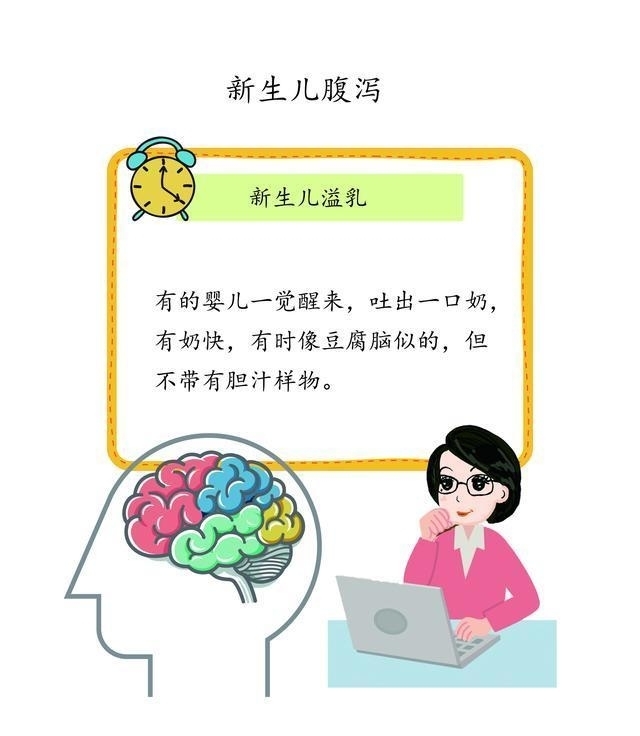 新生儿腹泻
新生儿溢乳
有的婴儿一觉醒来，吐出一口奶，
有奶快，有时像豆腐脑似的，但
不带有胆汁样物。